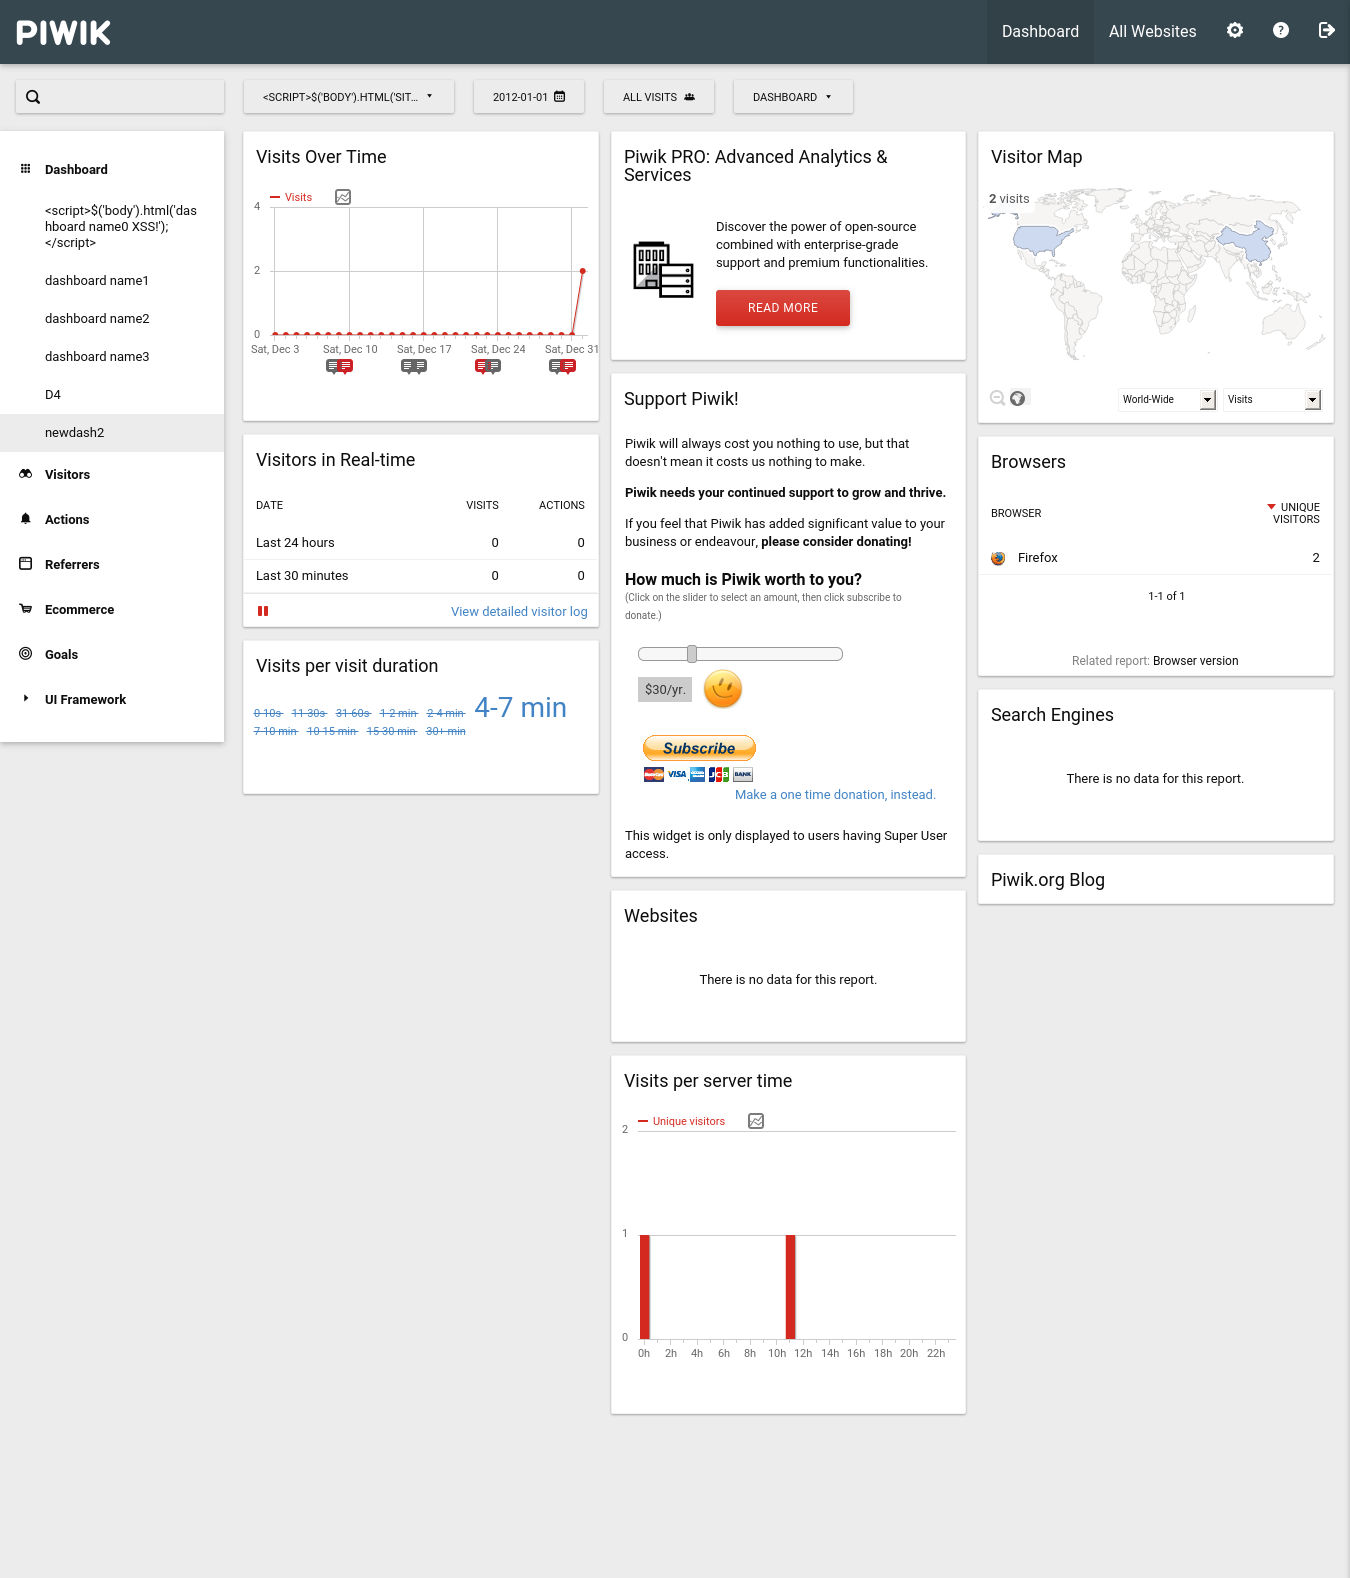 PIWIK
Dashboard
All Websites
<SCRIPT>$('BODY').HTML('SIT...
2012-01-01
ALL VISITS
DASHBOARD
Dashboard
<script>$('body').html('das
hboard name0 XSS!');
</script>
dashboard name1
dashboard name2
dashboard name3
D4
newdash2
Visitors
Actions
Referrers
Ecommerce
Goals
UI Framework
Visits Over Time
Visits
4
2
0
Sat, Dec 3 Sat, Dec 10 Sat, Dec 17 Sat, Dec 24 Sat, Dec 31
Visitors in Real-time
DATE VISITS ACTIONS
Last 24 hours 0 0
Last 30 minutes 0 0
View detailed visitor log
Visits per visit duration
0-10s 11-30s 31-60s 1-2 min 2-4 min 4-7 min
7-10 min 10-15 min 15-30 min 30+ min
Piwik PRO: Advanced Analytics &
Services
Discover the power of open-source
combined with enterprise-grade
support and premium functionalities.
READ MORE
Support Piwik!
Piwik will always cost you nothing to use, but that
doesn't mean it costs us nothing to make.
Piwik needs your continued support to grow and thrive.
If you feel that Piwik has added significant value to your
business or endeavour, please consider donating!
How much is Piwik worth to you?
(Click on the slider to select an amount, then click subscribe to
donate.)
$30/yr.
Subscribe
MasterCard VISA JCB BANK
Make a one time donation, instead.
This widget is only displayed to users having Super User
access.
Websites
There is no data for this report.
Visits per server time
Unique visitors
2
1
0
0h 2h 4h 6h 8h 10h 12h 14h 16h 18h 20h 22h
Visitor Map
2 visits
World-Wide
Visits
Browsers
BROWSER
UNIQUE
VISITORS
Firefox 2
1-1 of 1
Related report: Browser version
Search Engines
There is no data for this report.
Piwik.org Blog